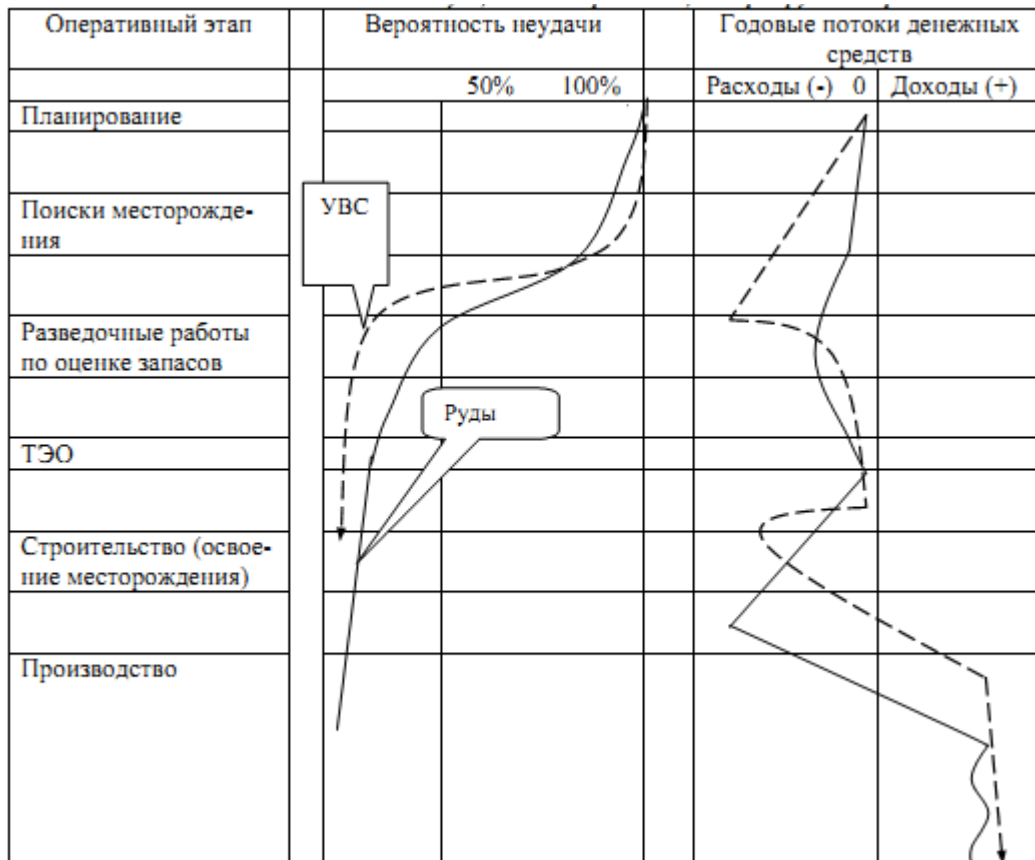 Оперативный этап
Вероятность неудачи
Годовые потоки денежных
средств
50%
100%
Расходы (-)
0
Доходы (+)
Планирование
Поиски месторожде-
ния
УВС
Разведочные работы
по оценке запасов
Руды
ТЭО
Строительство (освое-
ние месторождения)
Производство